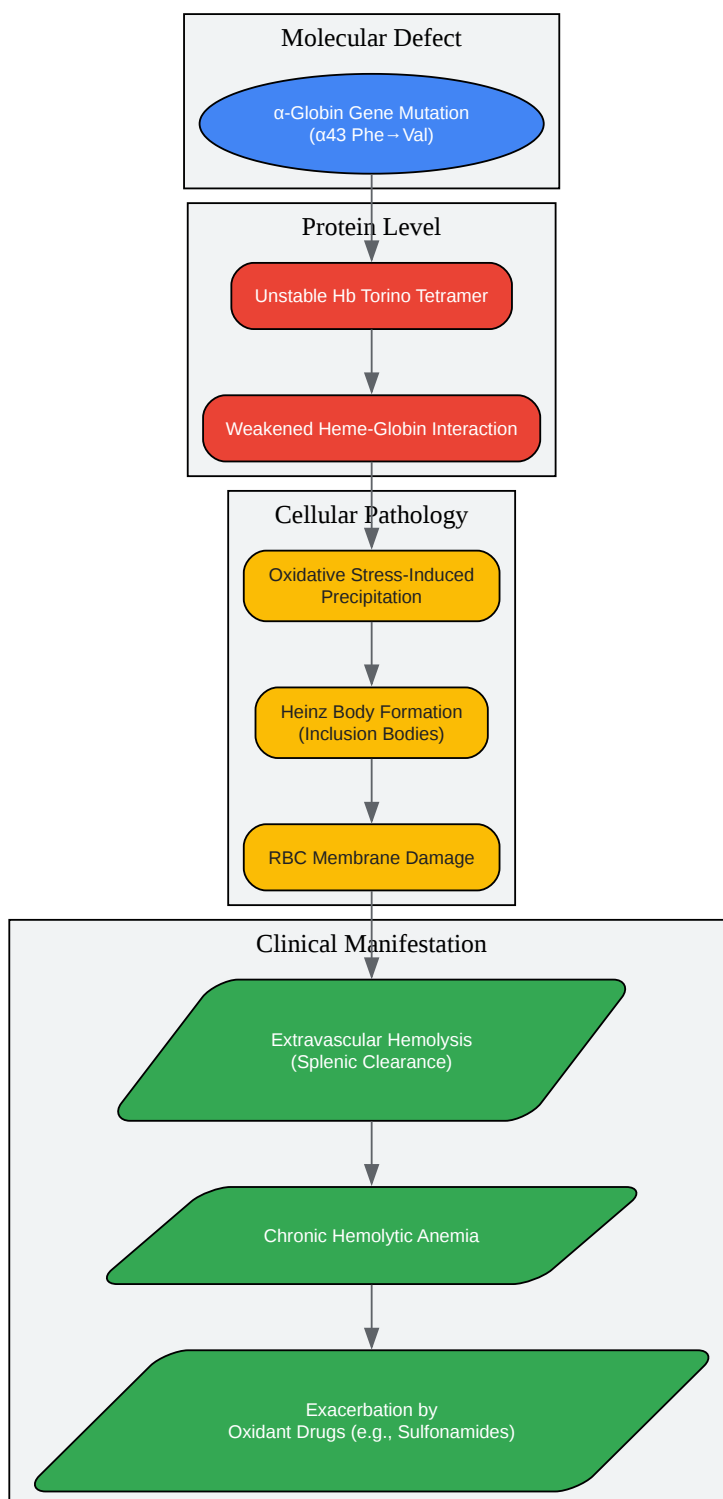 Molecular Defect
α-Globin Gene Mutation
(α43 Phe→Val)
Protein Level
Unstable Hb Torino Tetramer
Weakened Heme-Globin Interaction
Cellular Pathology
Oxidative Stress-Induced
Precipitation
Heinz Body Formation
(Inclusion Bodies)
RBC Membrane Damage
Clinical Manifestation
Extravascular Hemolysis
(Splenic Clearance)
Chronic Hemolytic Anemia
Exacerbation by
Oxidant Drugs (e.g., Sulfonamides)